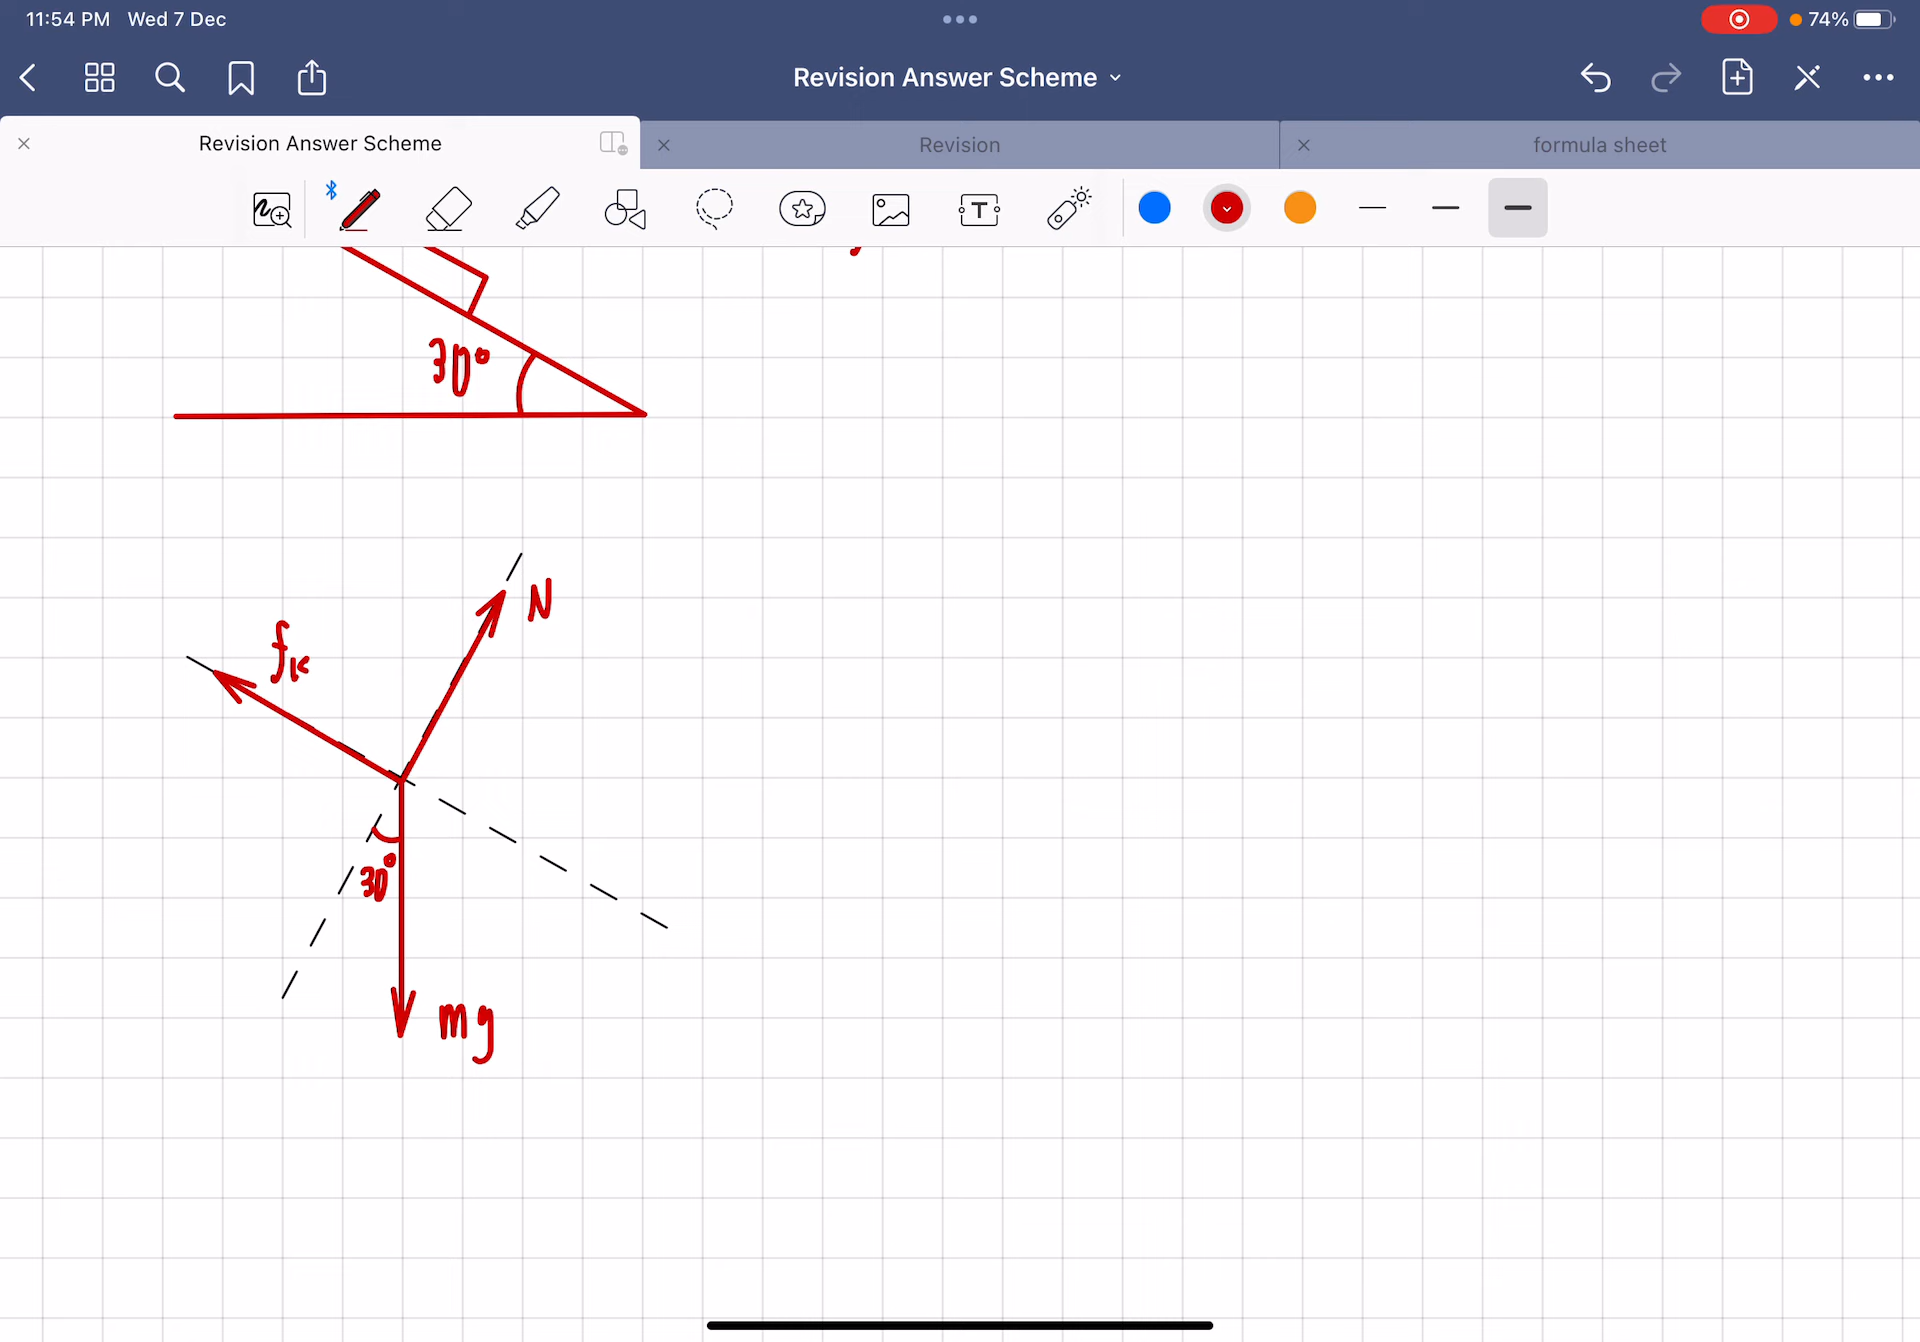 11:54 PM Wed 7 Dec
74%
Revision Answer Scheme
Revision Answer Scheme
Revision
formula sheet
T
30°
N
fk
30°
mg